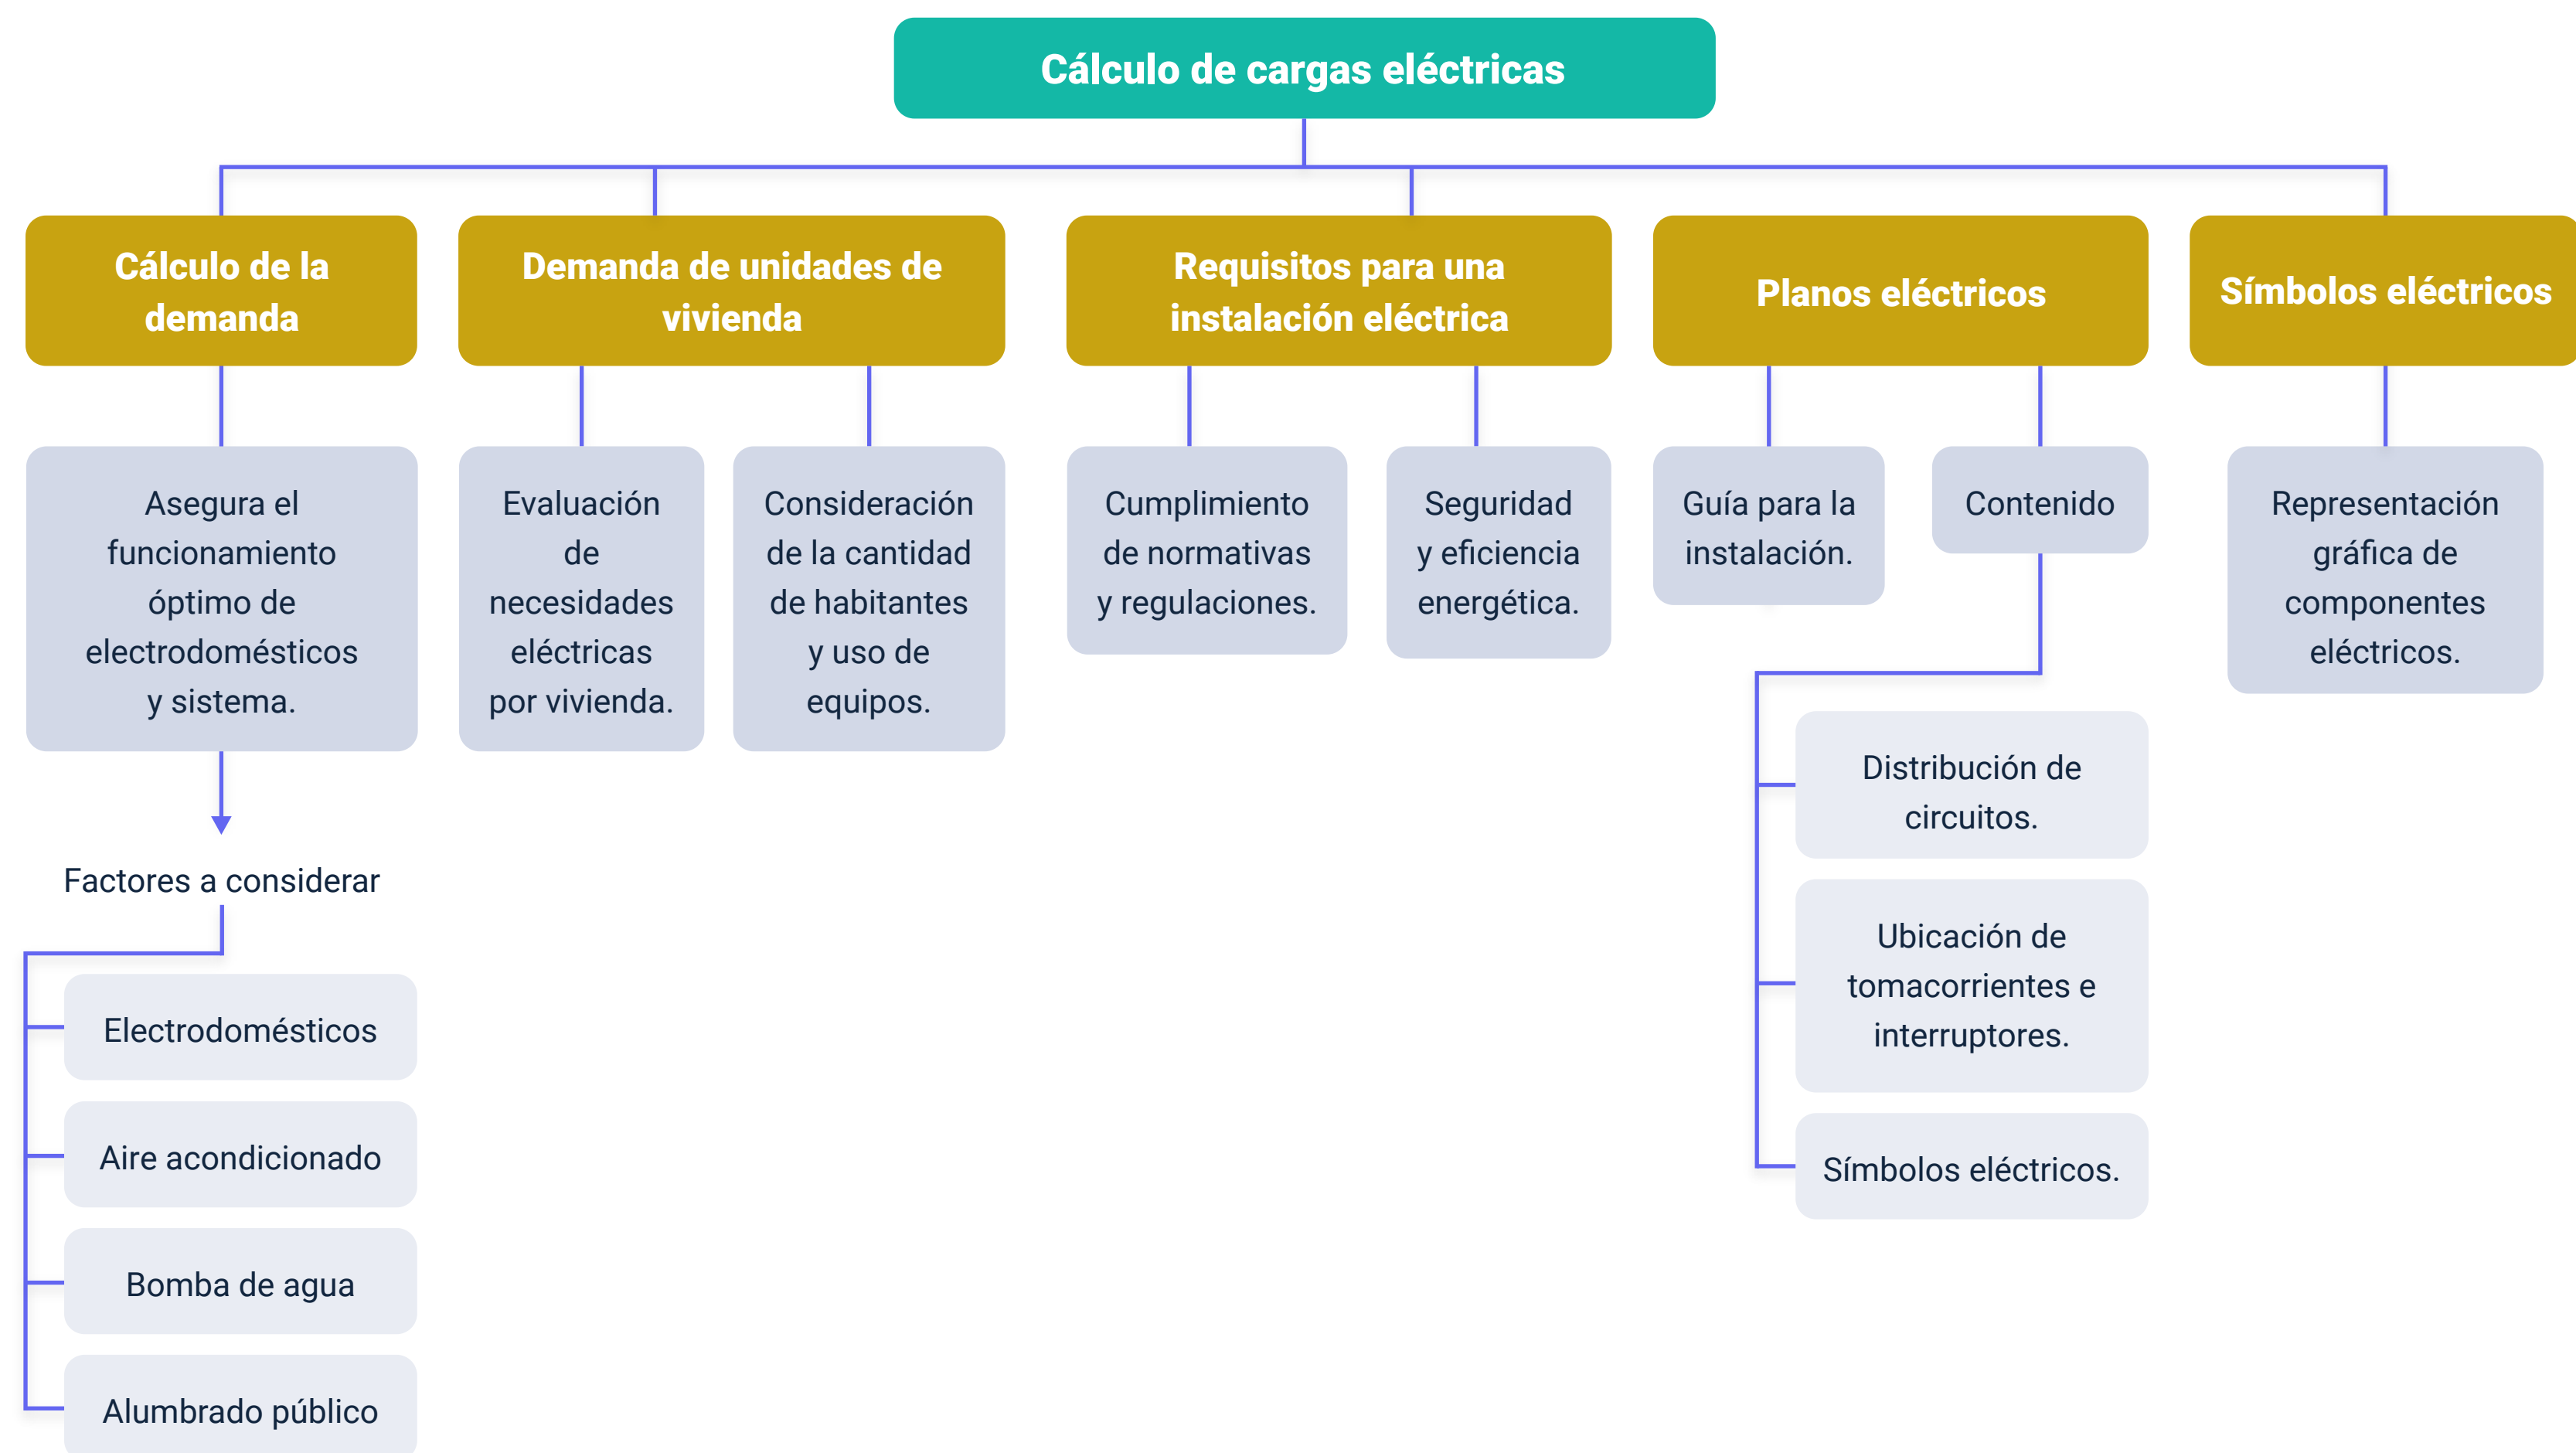 Cálculo de cargas eléctricas
Cálculo de la
demanda
Demanda de unidades de
vivienda
Requisitos para una
instalación eléctrica
Planos eléctricos
Símbolos eléctricos
Asegura el
funcionamiento
óptimo de
electrodomésticos
y sistema.
Evaluación
de
necesidades
eléctricas
por vivienda.
Consideración
de la cantidad
de habitantes
y uso de
equipos.
Cumplimiento
de normativas
y regulaciones.
Seguridad
y eficiencia
energética.
Guía para la
instalación.
Contenido
Representación
gráfica de
componentes
eléctricos.
Factores a considerar
Electrodomésticos
Aire acondicionado
Bomba de agua
Alumbrado público
Distribución de
circuitos.
Ubicación de
tomacorrientes e
interruptores.
Símbolos eléctricos.